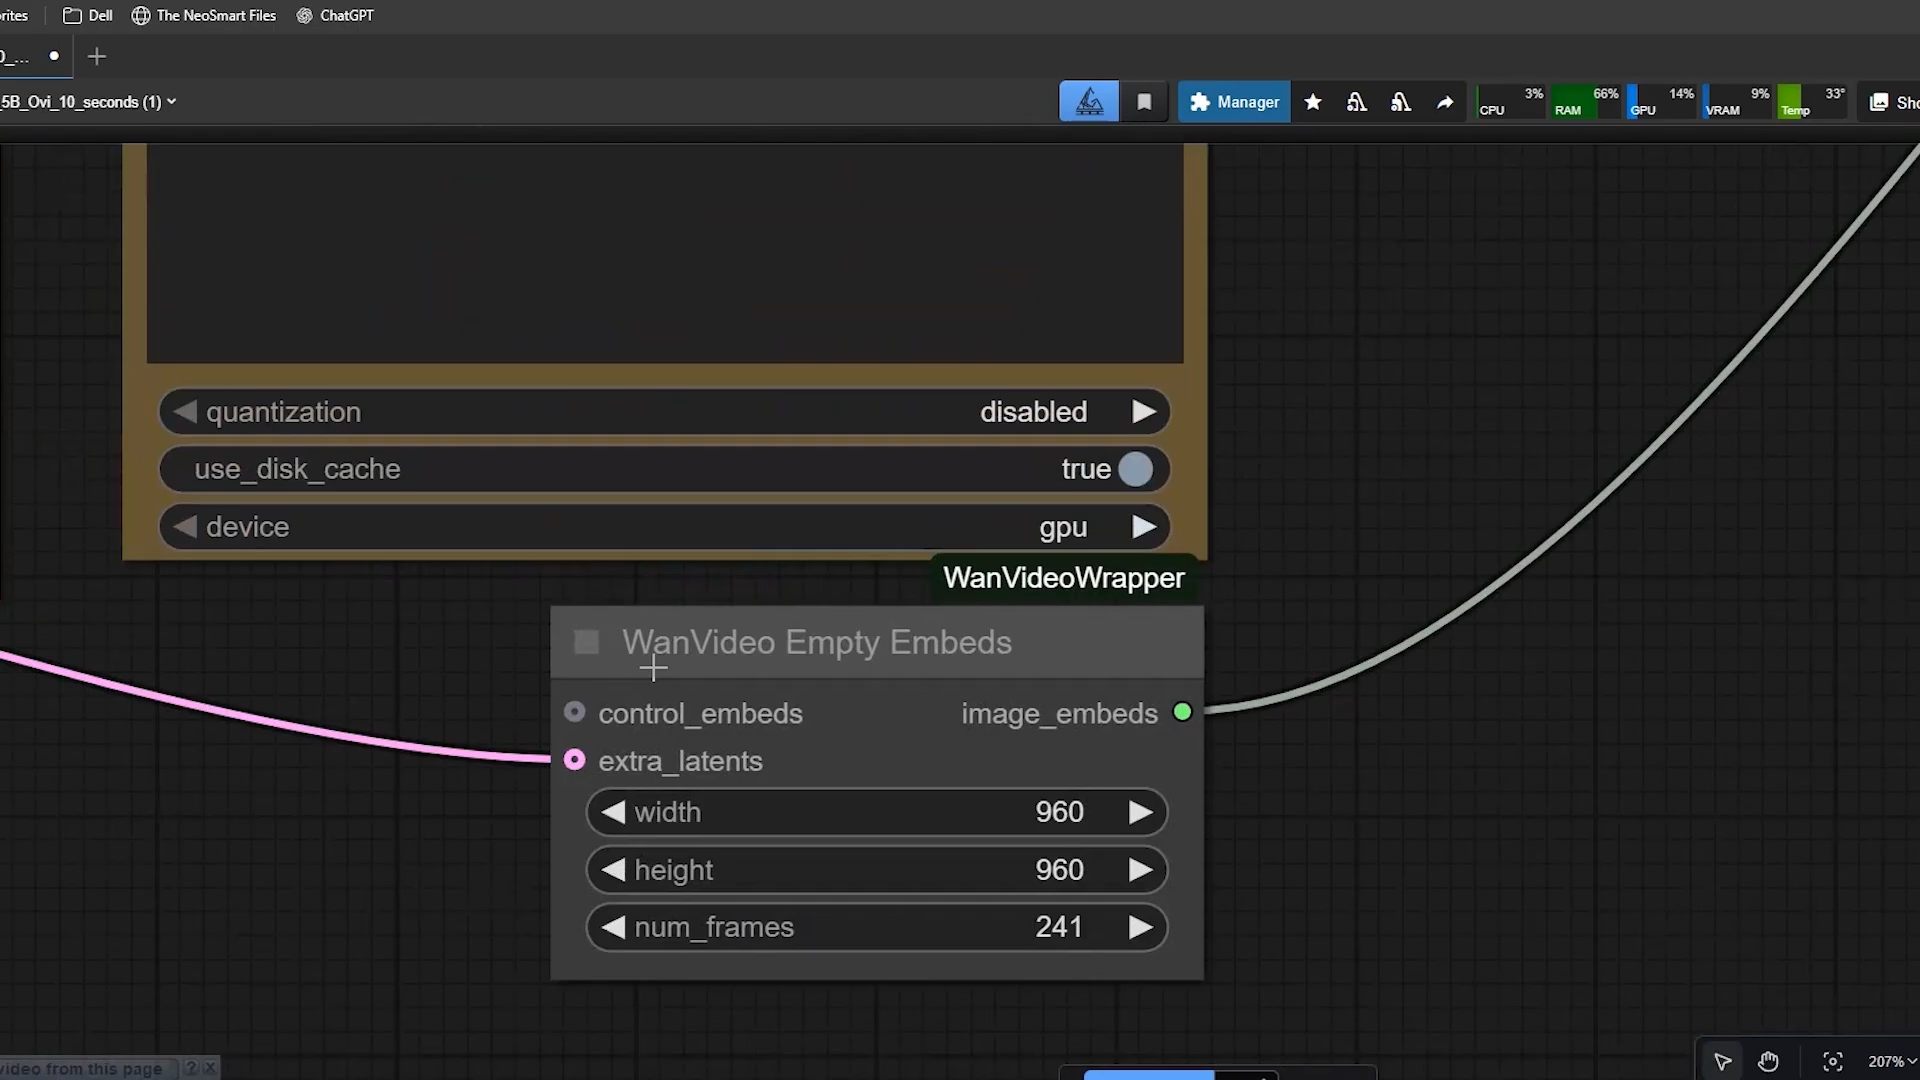 rites
Dell
The NeoSmart Files
ChatGPT
_5B_Ovi_10_seconds (1)
Manager
CPU 3%
RAM 66%
GPU 14%
VRAM 9%
Temp 33°
Sho
quantization disabled
use_disk_cache true
device gpu
WanVideoWrapper
WanVideo Empty Embeds
control_embeds image_embeds
extra_latents
width 960
height 960
num_frames 241
video from this page ? X
207%